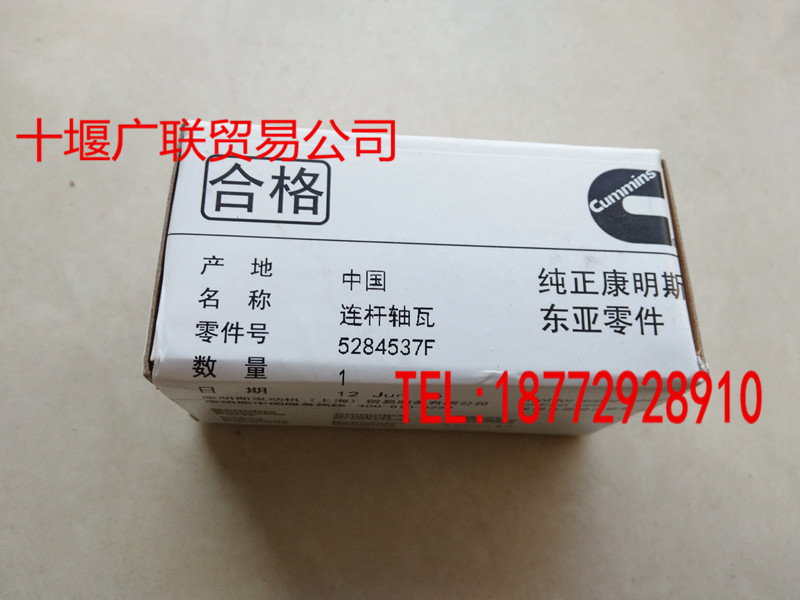 十堰广联贸易公司
合格
Cummins
产 地 中国
纯正康明斯
名 称 连杆轴瓦
东亚零件
零件号 5284537F
数 量 1
TEL:18772928910
日 期 12 Jun